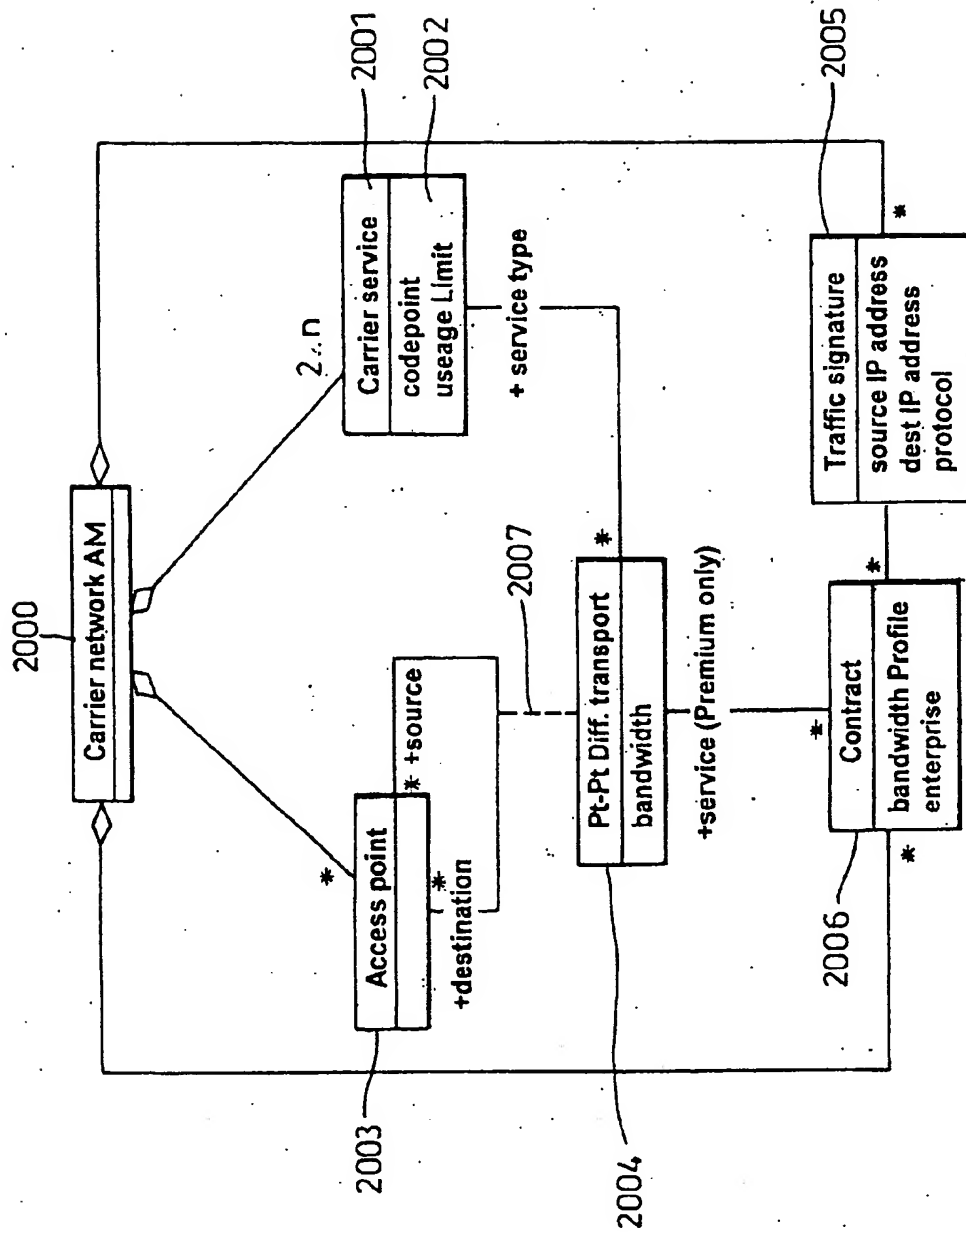 2000
Carrier network AM
2001
2002
2..n
Carrier service
codepoint
useage Limit
+ service type
*
Access point
2003
* +source
*
+destination
2007
*
Pt-Pt Diff. transport
bandwidth
2004
+service (Premium only)
*
Contract
bandwidth Profile
enterprise
2006
*
*
Traffic signature
source IP address
dest IP address
protocol
2005
*